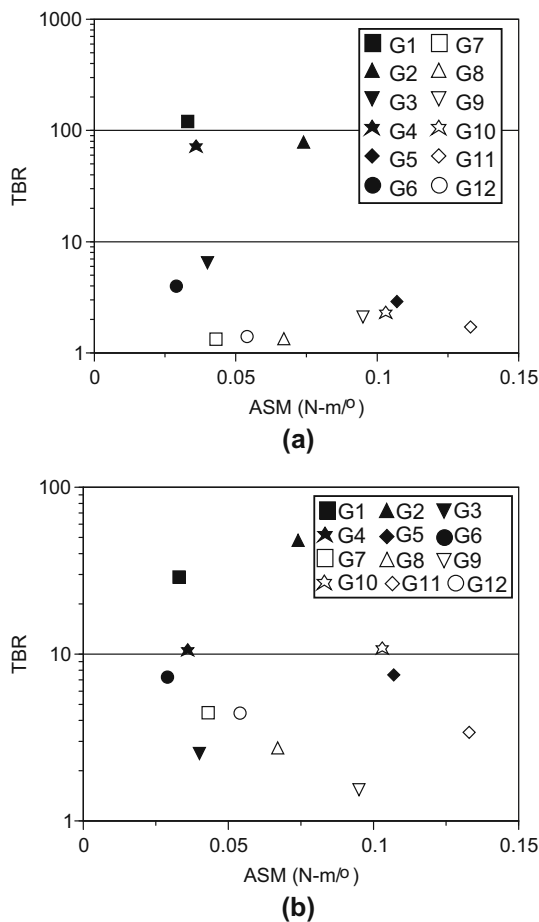 1000
G1 G7
G2 G8
G3 G9
G4 G10
G5 G11
G6 G12
100
TBR
10
1
0 0.05 0.1 0.15
ASM (N-m/º)
(a)
100
G1 G2 G3
G4 G5 G6
G7 G8 G9
G10 G11 G12
TBR
10
1
0 0.05 0.1 0.15
ASM (N-m/º)
(b)